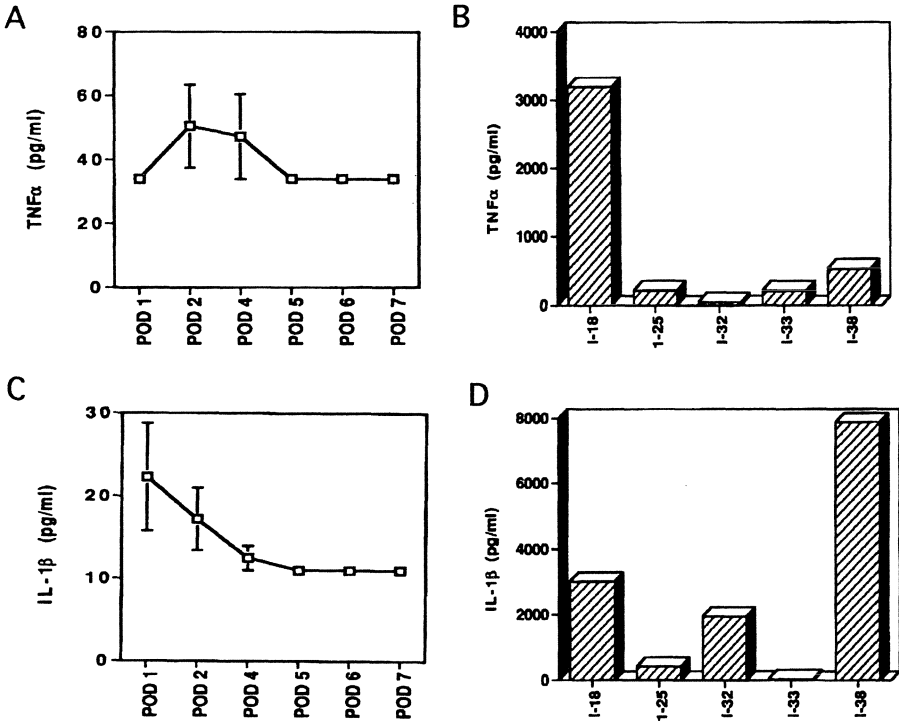 A
TNFα (pg/ml)
80
60
40
20
0
POD 1
POD 2
POD 4
POD 5
POD 6
POD 7
B
TNFα (pg/ml)
4000
3000
2000
1000
0
I-18
1-25
I-32
I-33
I-38
C
IL-1β (pg/ml)
30
20
10
0
POD 1
POD 2
POD 4
POD 5
POD 6
POD 7
D
IL-1β (pg/ml)
8000
6000
4000
2000
0
I-18
1-25
I-32
I-33
I-38